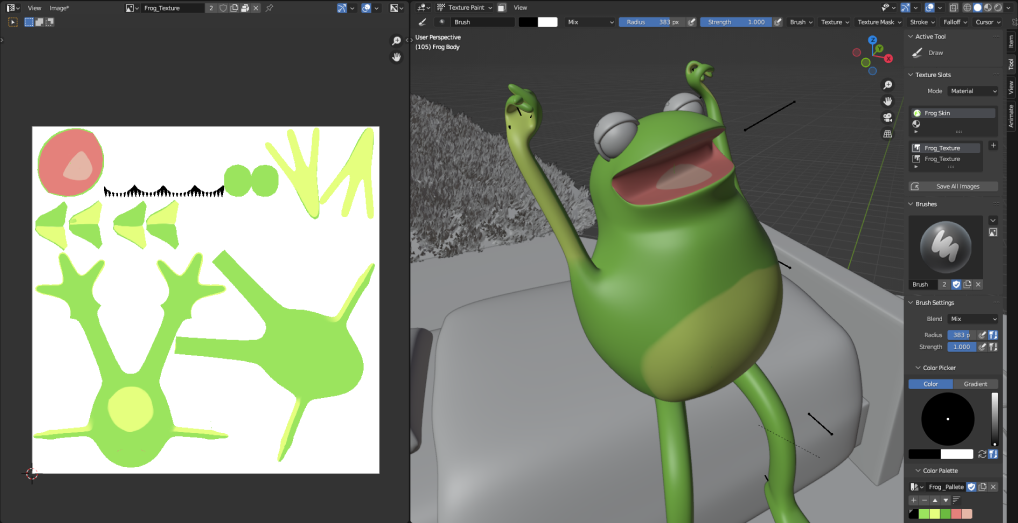 View Image* Frog_Texture 2
Texture Paint View
Brush Mix Radius 383 px Strength 1.000 Brush Texture Texture Mask Stroke Falloff Cursor
User Perspective
(105) Frog Body
Z
Y
X
Active Tool
Draw
Texture Slots
Mode Material
Frog Skin
Frog_Texture
Frog_Texture
Save All Images
Brushes
Brush 2
Brush Settings
Blend Mix
Radius 383 p
Strength 1.000
Color Picker
Color Gradient
Color Palette
Frog_Pallete
Item
Tool
View
Animate